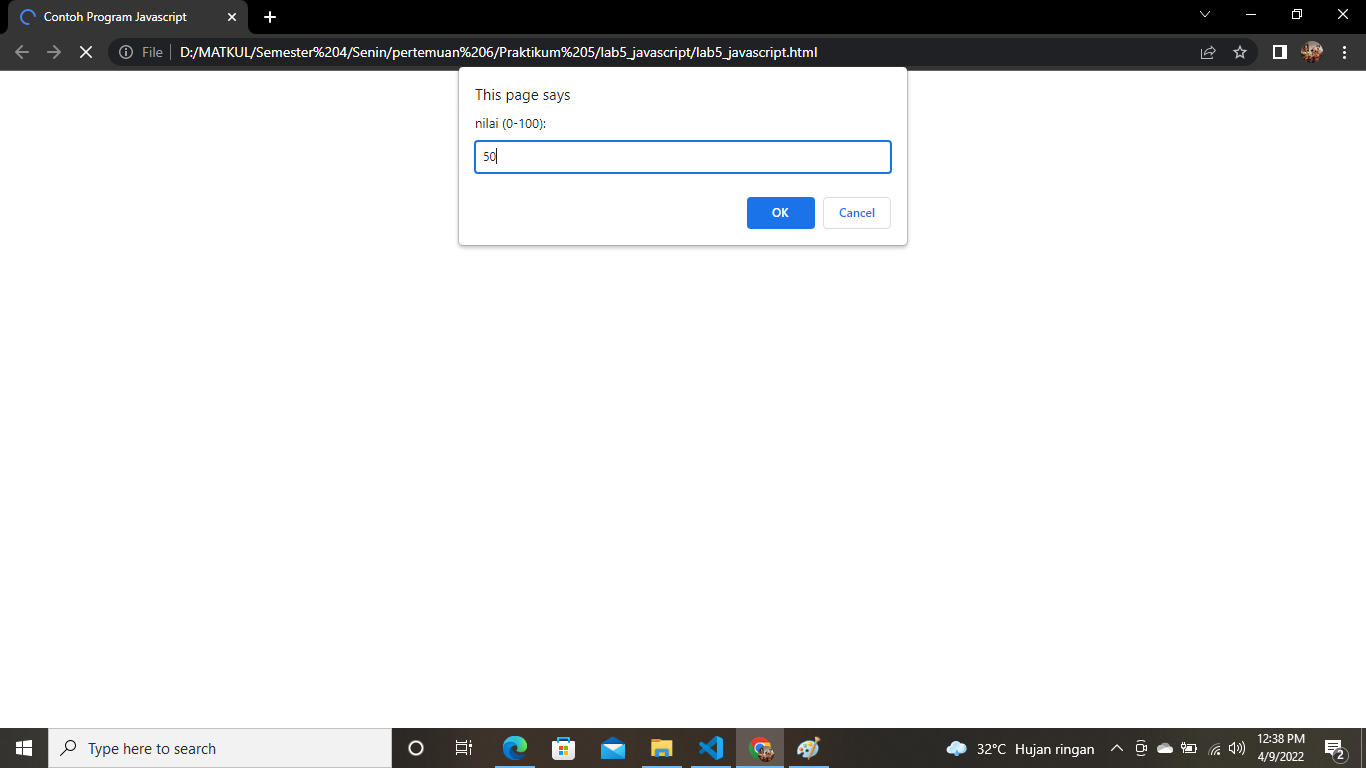 Contoh Program Javascript
File
D:/MATKUL/Semester%204/Senin/pertemuan%206/Praktikum%205/lab5_javascript/lab5_javascript.html
This page says
nilai (0-100):
50
OK
Cancel
Type here to search
32°C Hujan ringan
12:38 PM
4/9/2022
2